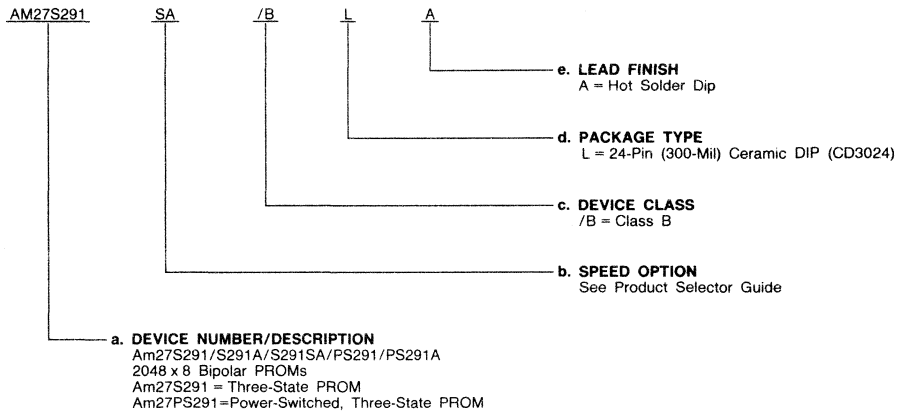 AM27S291 SA /B L A
e. LEAD FINISH
A = Hot Solder Dip
d. PACKAGE TYPE
L = 24-Pin (300-Mil) Ceramic DIP (CD3024)
c. DEVICE CLASS
/B = Class B
b. SPEED OPTION
See Product Selector Guide
a. DEVICE NUMBER/DESCRIPTION
Am27S291/S291A/S291SA/PS291/PS291A
2048 x 8 Bipolar PROMs
Am27S291 = Three-State PROM
Am27PS291=Power-Switched, Three-State PROM